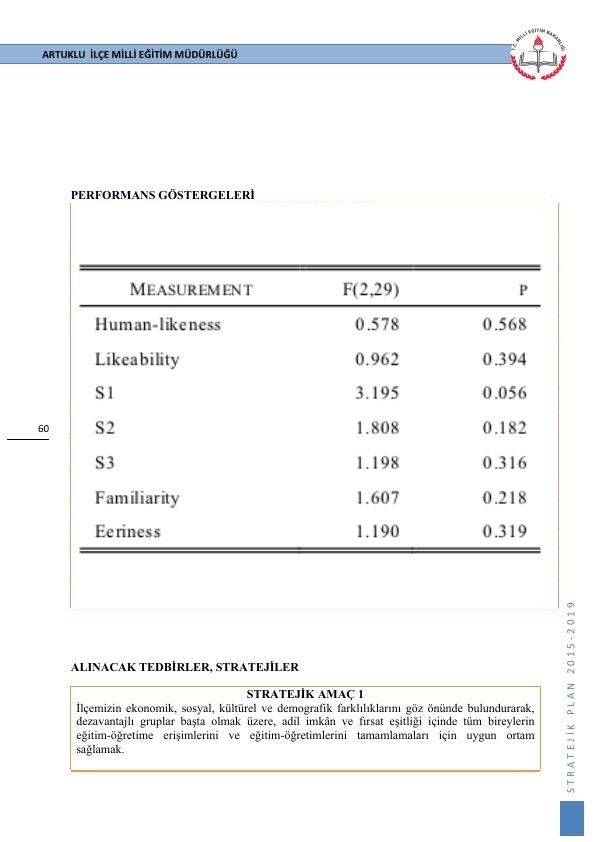 ARTUKLU İLÇE MİLLİ EĞİTİM MÜDÜRLÜĞÜ
T.C. MİLLİ EĞİTİM BAKANLIĞI
PERFORMANS GÖSTERGELERİ
MEASUREMENT F(2,29) P
Human-likeness 0.578 0.568
Likeability 0.962 0.394
S1 3.195 0.056
S2 1.808 0.182
S3 1.198 0.316
Familiarity 1.607 0.218
Eeriness 1.190 0.319
60
STRATEJİK PLAN 2015-2019
ALINACAK TEDBİRLER, STRATEJİLER
STRATEJİK AMAÇ 1
İlçemizin ekonomik, sosyal, kültürel ve demografik farklılıklarını göz önünde bulundurarak,
dezavantajlı gruplar başta olmak üzere, adil imkân ve fırsat eşitliği içinde tüm bireylerin
eğitim-öğretime erişimlerini ve eğitim-öğretimlerini tamamlamaları için uygun ortam
sağlamak.